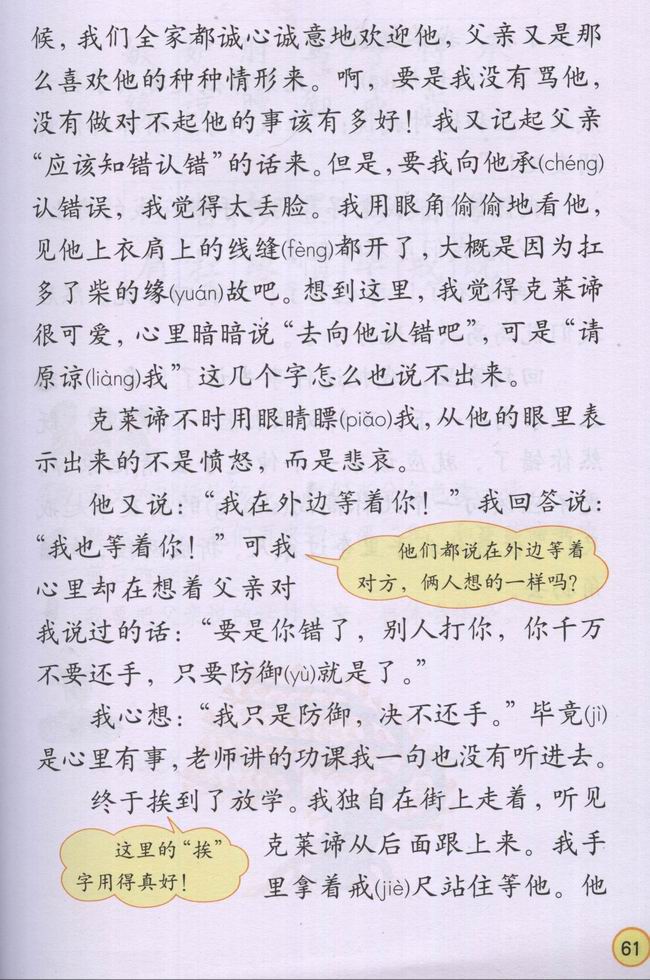 候，我们全家都诚心诚意地欢迎他，父亲又是那
么喜欢他的种种情形来。啊，要是我没有骂他，
没有做对不起他的事该有多好！我又记起父亲
“应该知错认错”的话来。但是，要我向他承(chéng)
认错误，我觉得太丢脸。我用眼角偷偷地看他，
见他上衣肩上的线缝(fèng)都开了，大概是因为扛
多了柴的缘(yuán)故吧。想到这里，我觉得克莱谛
很可爱，心里暗暗说“去向他认错吧”，可是“请
原谅(liàng)我”这几个字怎么也说不出来。
克莱谛不时用眼睛瞟(piǎo)我，从他的眼里表
示出来的不是愤怒，而是悲哀。
他又说：“我在外边等着你！”我回答说：
“我也等着你！”可我
心里却在想着父亲对
他们都说在外边等着
对方，俩人想的一样吗？
我说过的话：“要是你错了，别人打你，你千万
不要还手，只要防御(yù)就是了。”
我心想：“我只是防御，决不还手。”毕竟(jì)
是心里有事，老师讲的功课我一句也没有听进去。
终于挨到了放学。我独自在街上走着，听见
这里的“挨”
字用得真好！
克莱谛从后面跟上来。我手
里拿着戒(jiè)尺站住等他。他
61